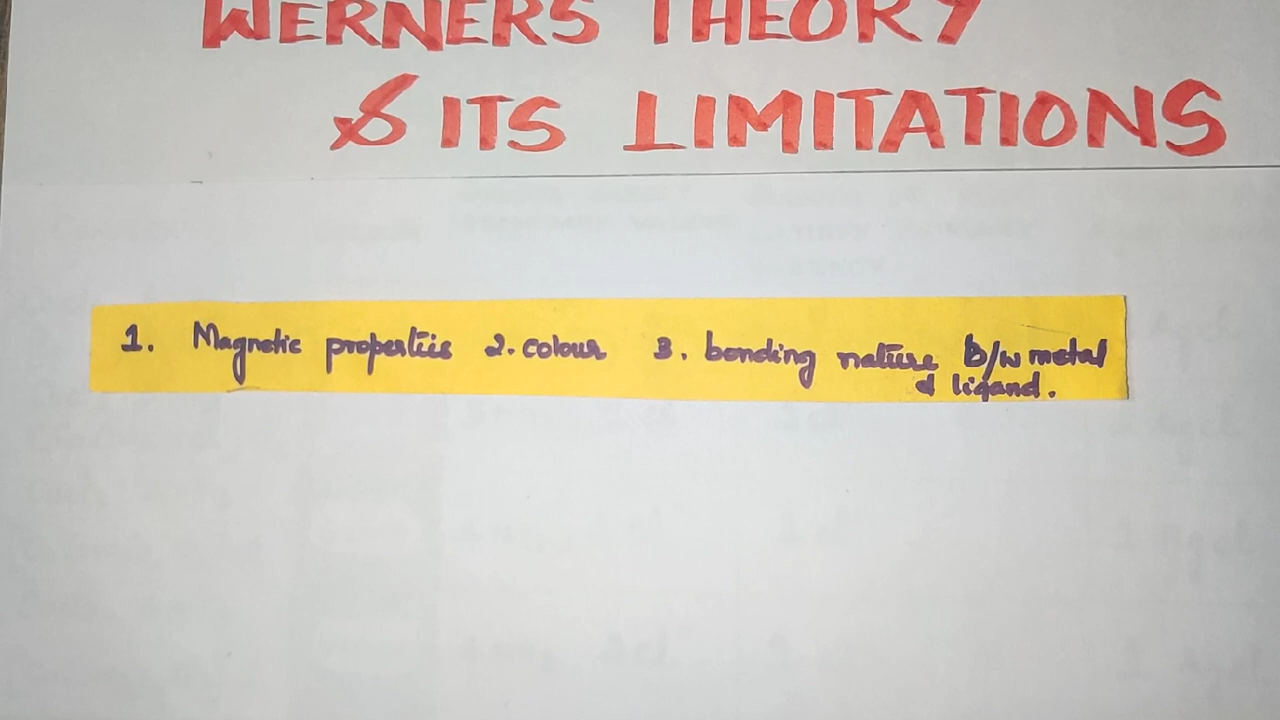 WERNERS THEORY
& ITS LIMITATIONS
1. Magnetic properties 2. colour 3. bonding nature B/w metal
& ligand.